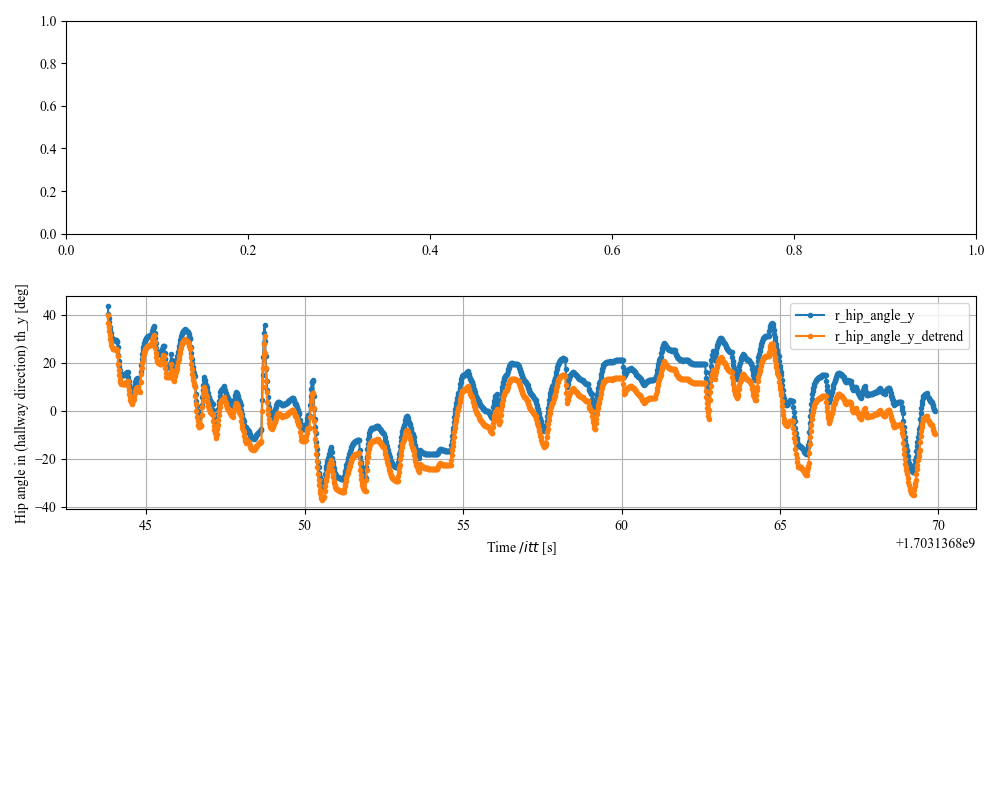 1.0
0.8
0.6
0.4
0.2
0.0
0.0 0.2 0.4 0.6 0.8 1.0
Hip angle in (hallway direction) th_y [deg]
40
20
0
−20
−40
r_hip_angle_y
r_hip_angle_y_detrend
45 50 55 60 65 70
Time /itt [s]
+1.7031368e9